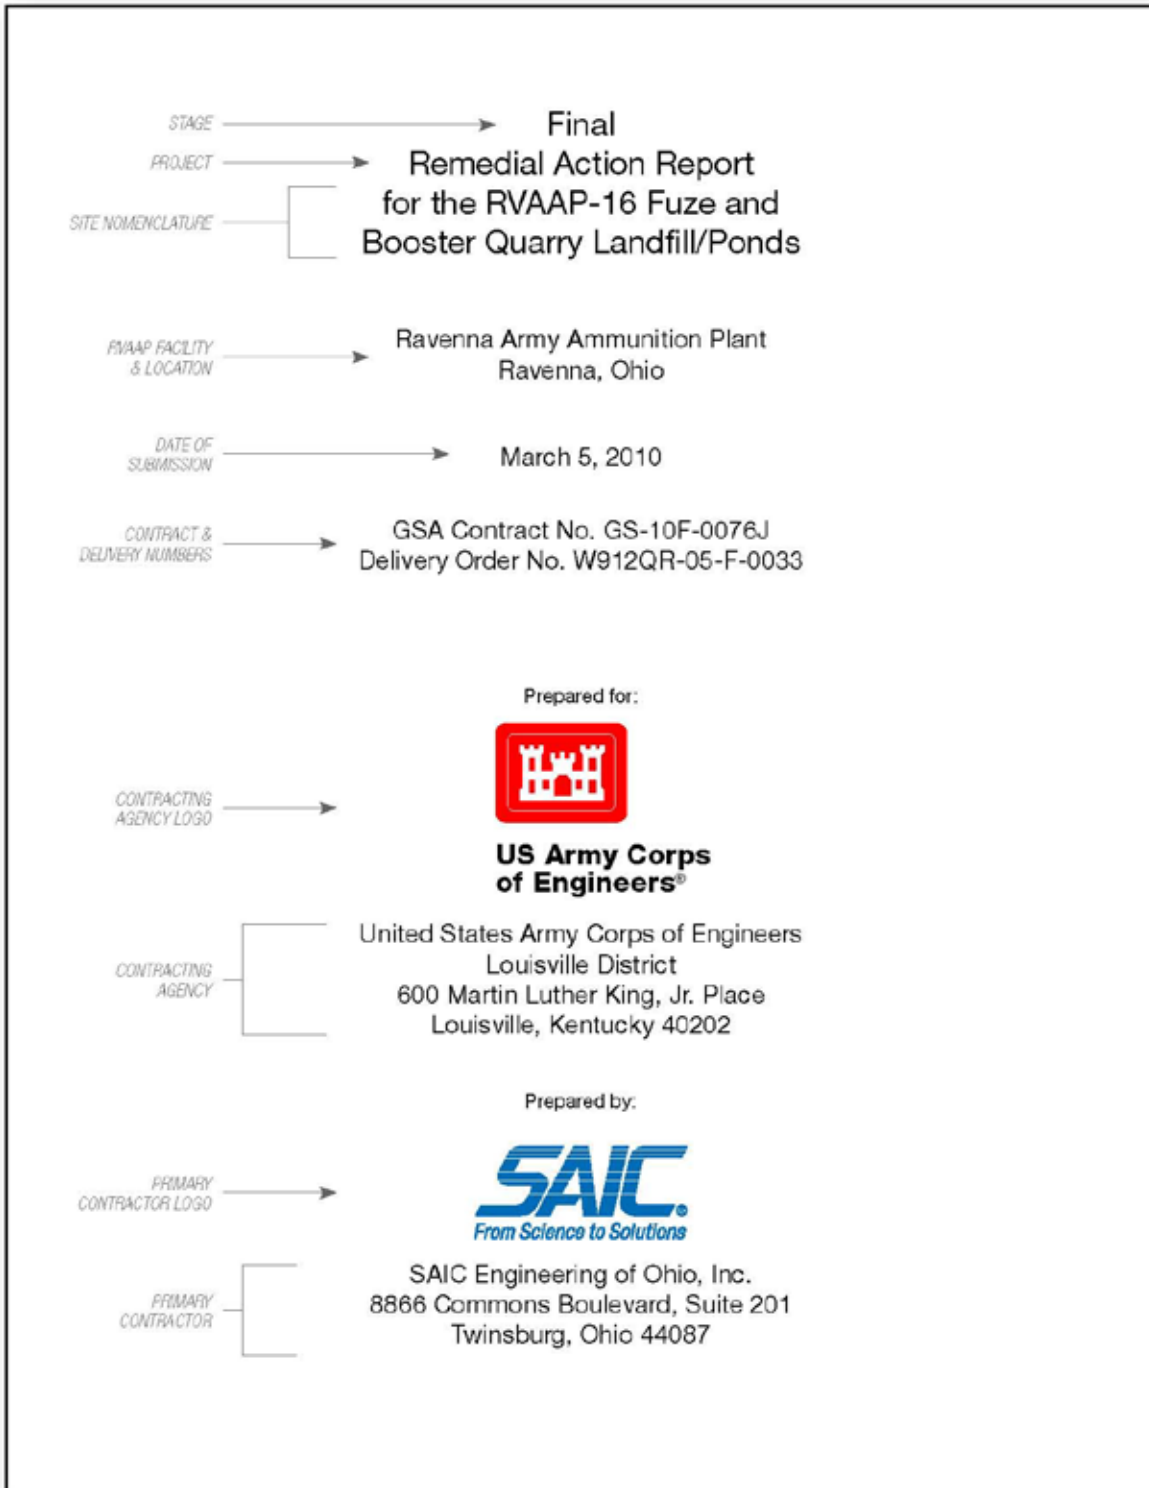 STAGE
Final
PROJECT
Remedial Action Report
SITE NOMENCLATURE
for the RVAAP-16 Fuze and
Booster Quarry Landfill/Ponds
RVAAP FACILITY
& LOCATION
Ravenna Army Ammunition Plant
Ravenna, Ohio
DATE OF
SUBMISSION
March 5, 2010
CONTRACT &
DELIVERY NUMBERS
GSA Contract No. GS-10F-0076J
Delivery Order No. W912QR-05-F-0033
Prepared for:
CONTRACTING
AGENCY LOGO
US Army Corps
of Engineers®
CONTRACTING
AGENCY
United States Army Corps of Engineers
Louisville District
600 Martin Luther King, Jr. Place
Louisville, Kentucky 40202
Prepared by:
PRIMARY
CONTRACTOR LOGO
SAIC
From Science to Solutions
PRIMARY
CONTRACTOR
SAIC Engineering of Ohio, Inc.
8866 Commons Boulevard, Suite 201
Twinsburg, Ohio 44087